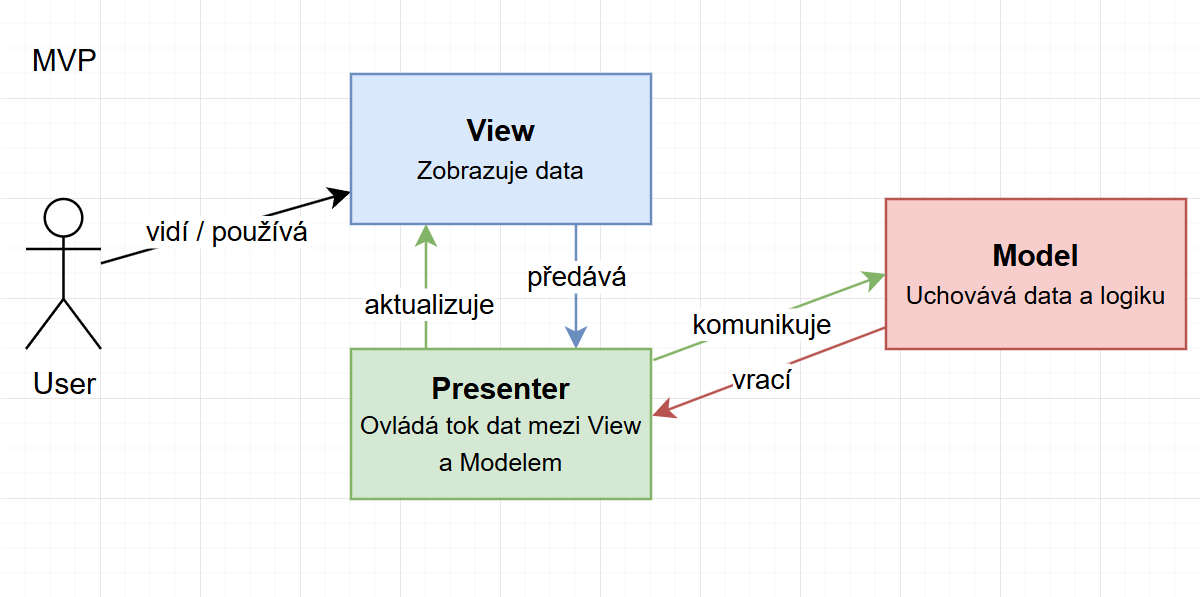 MVP
View
Zobrazuje data
vidí / používá
User
aktualizuje
předává
Presenter
Ovládá tok dat mezi View
a Modelem
komunikuje
vrací
Model
Uchovává data a logiku